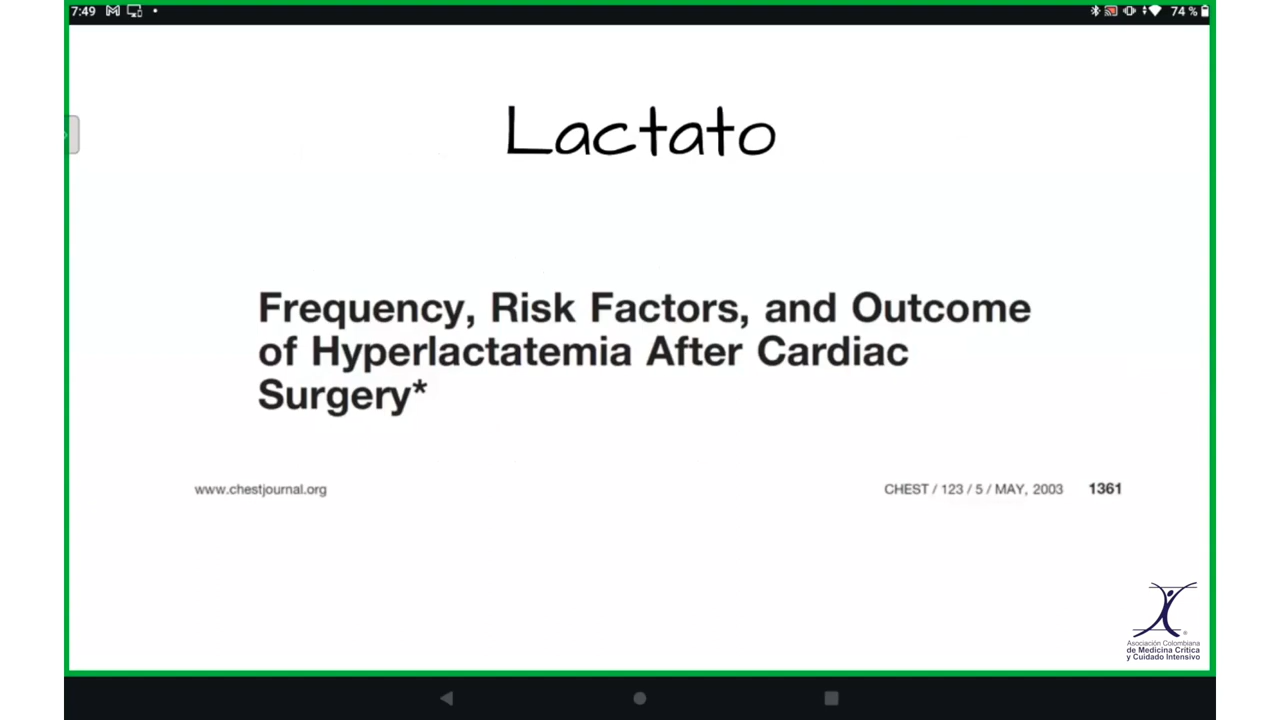 7:49
74 %
Lactato
Frequency, Risk Factors, and Outcome
of Hyperlactatemia After Cardiac
Surgery*
www.chestjournal.org
CHEST / 123 / 5 / MAY, 2003 1361
Asociación Colombiana
de Medicina Crítica
y Cuidado Intensivo